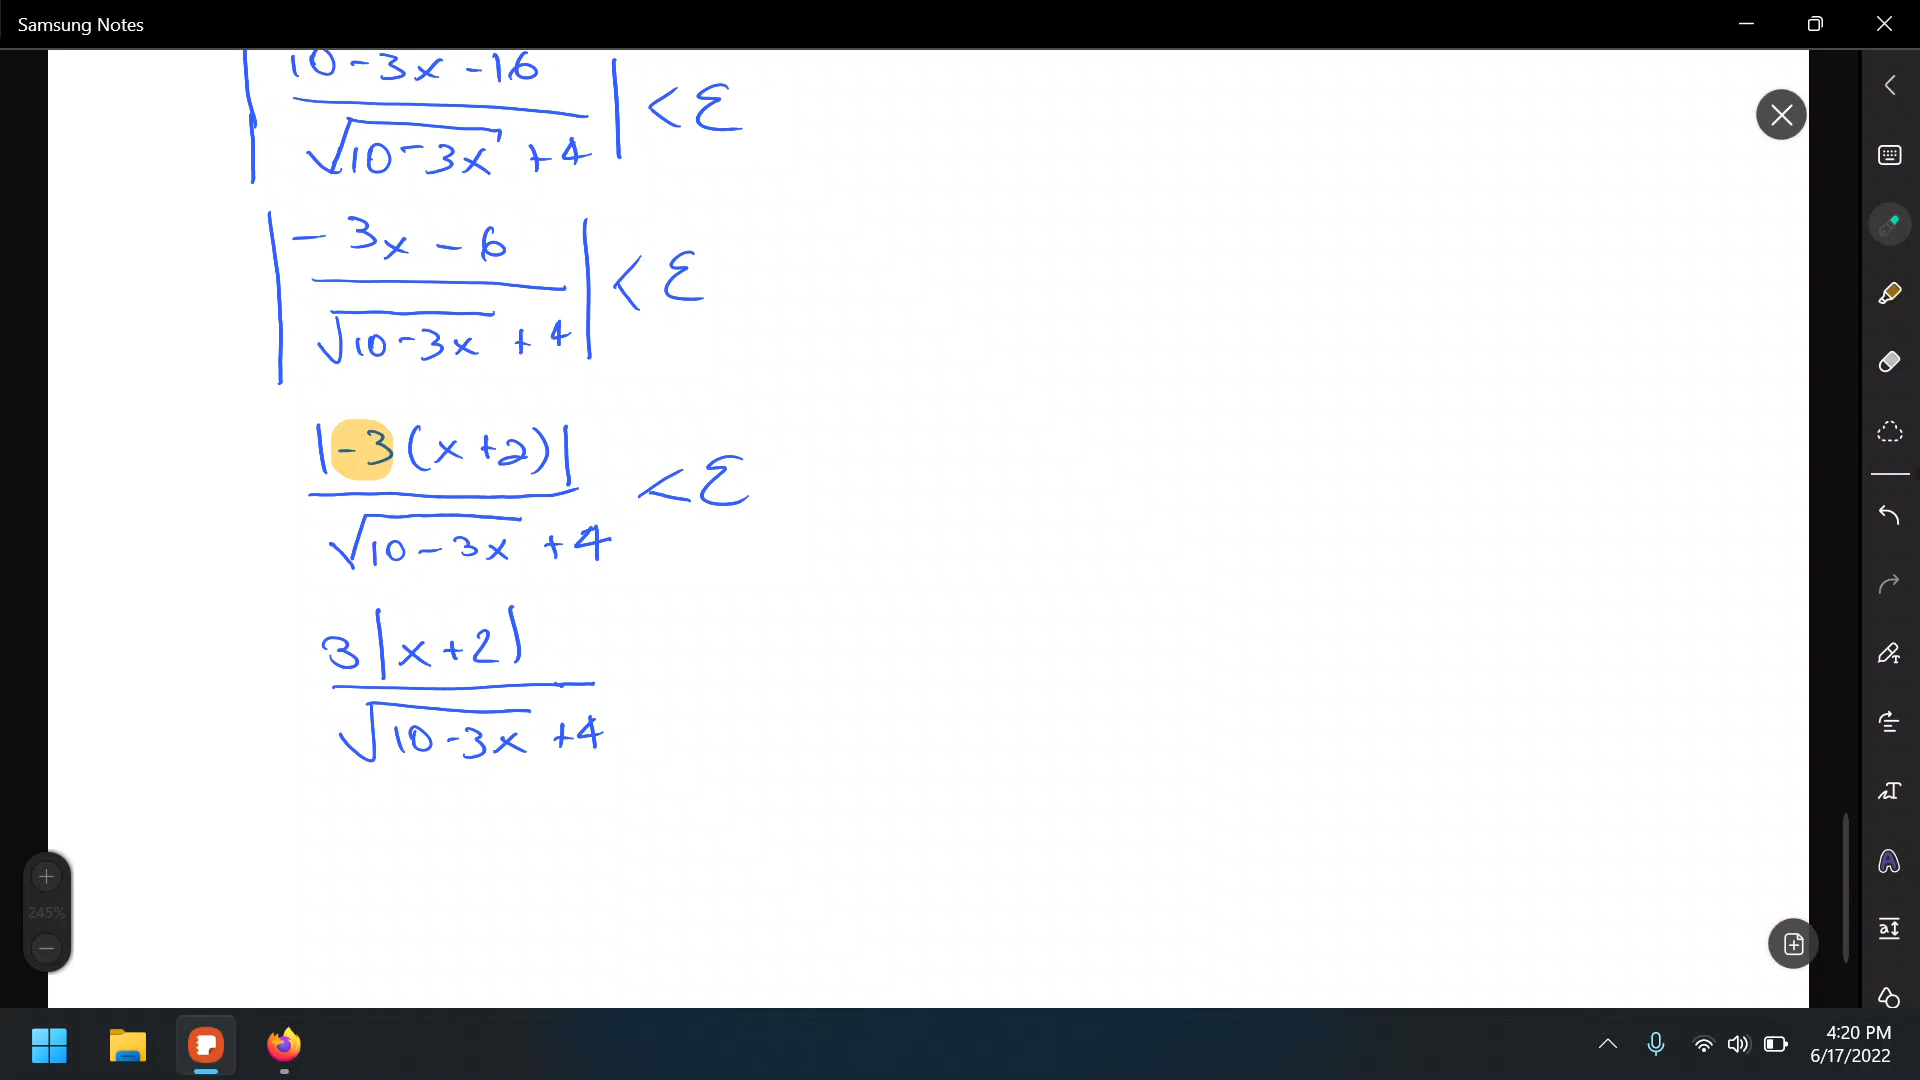 Samsung Notes
| (10-3x-16)/(√(10-3x) +4) | < ε
| (-3x-6)/(√(10-3x) +4) | < ε
|-3(x+2)|/(√(10-3x) +4) < ε
3|x+2|/(√(10-3x) +4)
245%
4:20 PM
6/17/2022